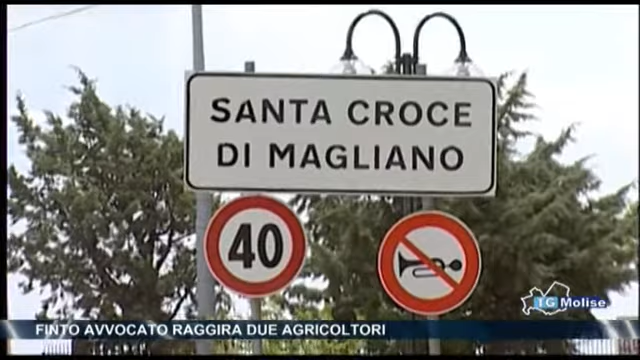 SANTA CROCE
DI MAGLIANO
40
TG Molise
FINTO AVVOCATO RAGGIRA DUE AGRICOLTORI